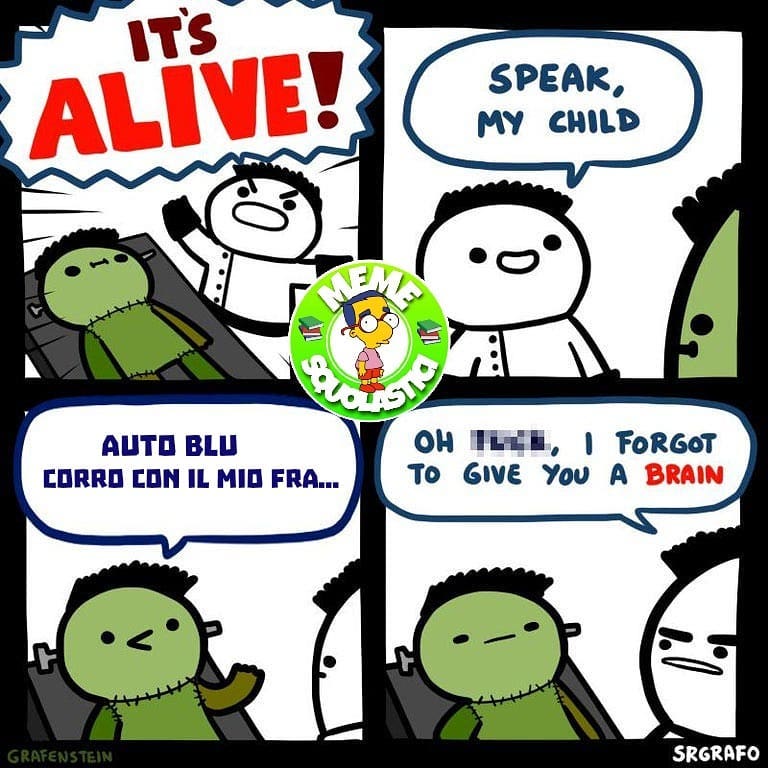 IT'S
ALIVE!
SPEAK,
MY CHILD
MEME
SQUOLASTICI
AUTO BLU
CORRO CON IL MIO FRA...
OH , I FORGOT
TO GIVE YOU A BRAIN
GRAFENSTEIN
SRGRAFO